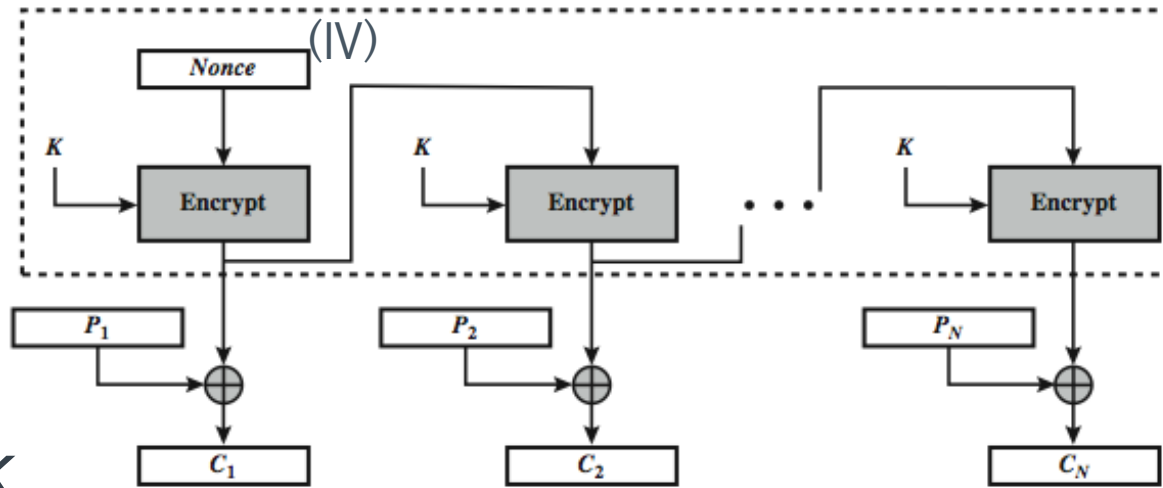 (IV)
Nonce
K K K
Encrypt Encrypt • • • Encrypt
P1 P2 PN
C1 C2 CN
K